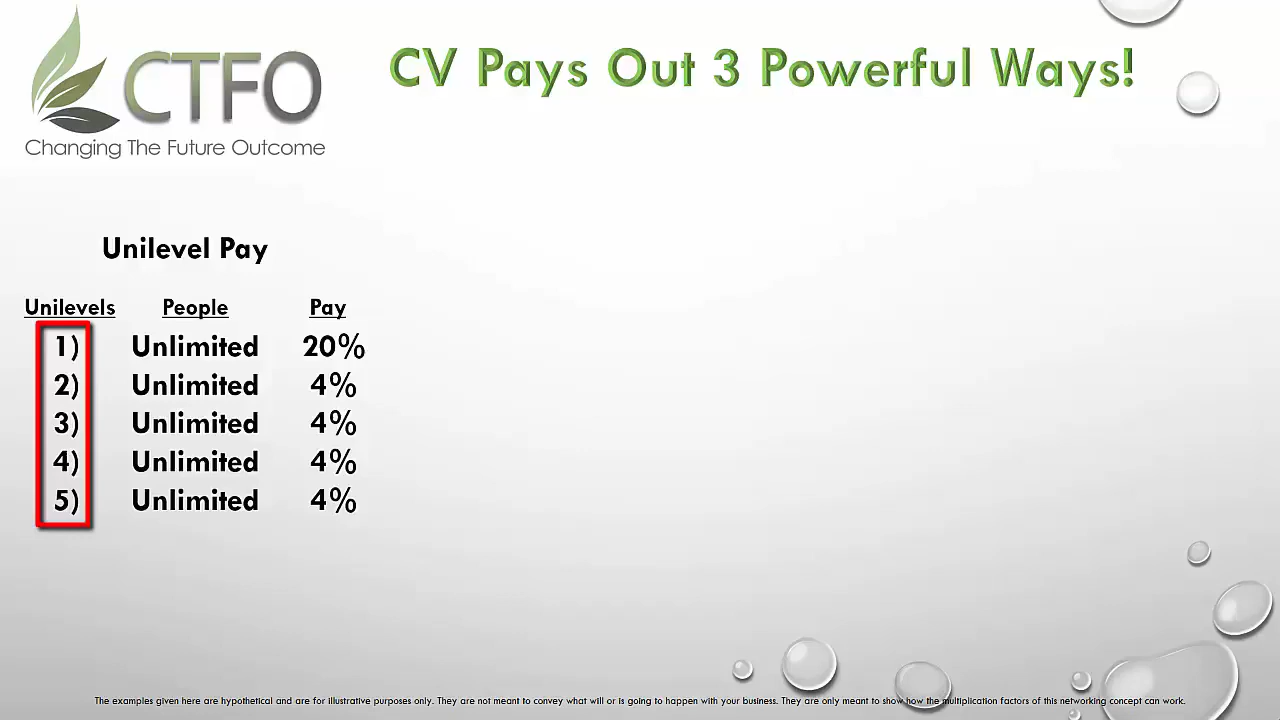 CTFO
Changing The Future Outcome
CV Pays Out 3 Powerful Ways!
Unilevel Pay
Unilevels People Pay
1) Unlimited 20%
2) Unlimited 4%
3) Unlimited 4%
4) Unlimited 4%
5) Unlimited 4%
The examples given here are hypothetical and are for illustrative purposes only. They are not meant to convey what will or is going to happen with your business. They are only meant to show how the multiplication factors of this networking concept can work.